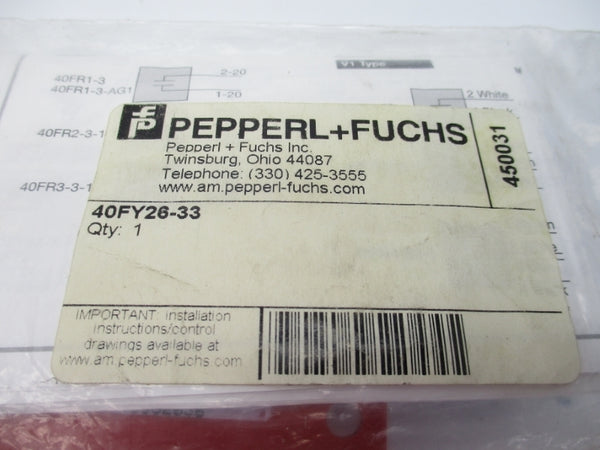 V1 Type
40FR1-3
2-20
40FR1-3-AG1
1-20
2 White
40FR2-3-1
40FR3-3-1
PEPPERL+FUCHS
Pepperl + Fuchs Inc.
Twinsburg, Ohio 44087
Telephone: (330) 425-3555
www.am.pepperl-fuchs.com
450031
40FY26-33
Qty: 1
IMPORTANT: installation
instructions/control
drawings available at
www.am.pepperl-fuchs.com